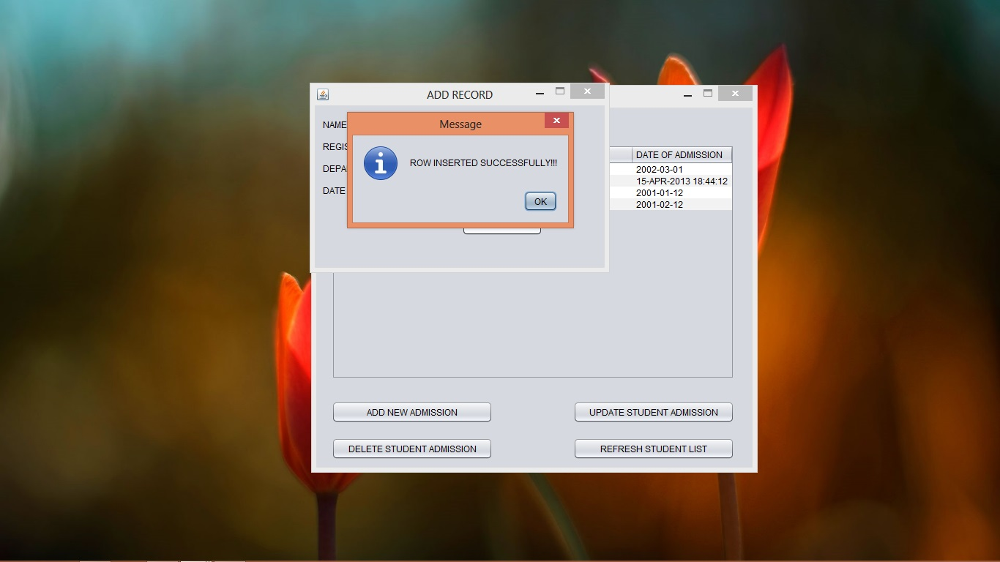 ADD RECORD
Message
NAME
REGIS
DEPA
DATE
ROW INSERTED SUCCESSFULLY!!!
OK
DATE OF ADMISSION
2002-03-01
15-APR-2013 18:44:12
2001-01-12
2001-02-12
ADD NEW ADMISSION
UPDATE STUDENT ADMISSION
DELETE STUDENT ADMISSION
REFRESH STUDENT LIST